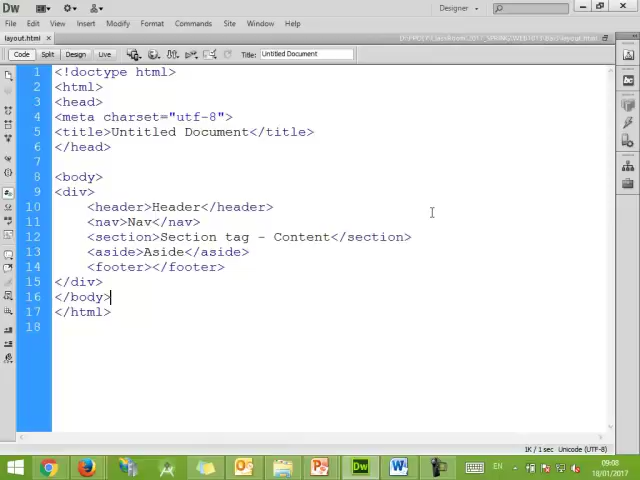 Dw
Designer
File Edit View Insert Modify Format Commands Site Window Help
layout.html ×
Code Split Design Live Title: Untitled Document
1 <!doctype html>
2 <html>
3 <head>
4 <meta charset="utf-8">
5 <title>Untitled Document</title>
6 </head>
7
8 <body>
9 <div>
10 <header>Header</header>
11 <nav>Nav</nav>
12 <section>Section tag - Content</section>
13 <aside>Aside</aside>
14 <footer></footer>
15 </div>
16 </body>
17 </html>
18
1K / 1 sec Unicode (UTF-8)
Dw
EN
09:08
18/01/2017